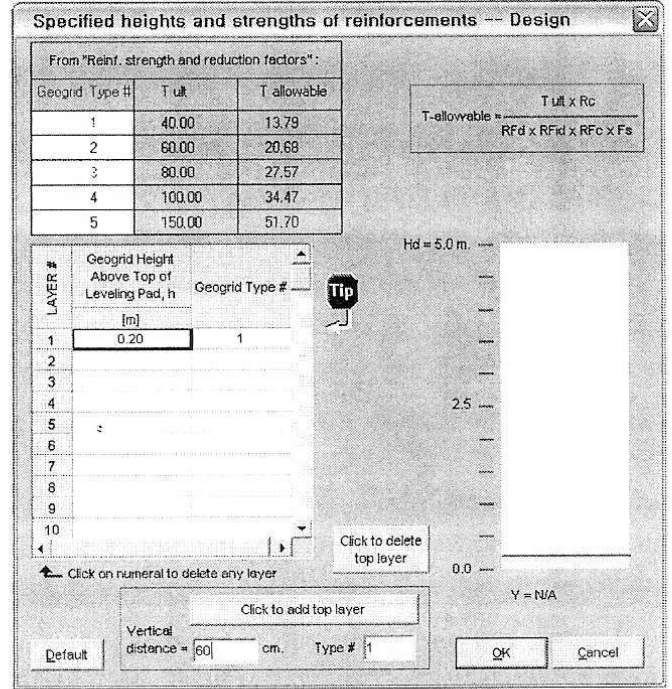 Specified heights and strengths of reinforcements -- Design
From "Reinf. strength and reduction factors" :
Geogrid Type # T ult T allowable
1 40.00 13.79
2 60.00 20.68
3 80.00 27.57
4 100.00 34.47
5 150.00 51.70
T-allowable = T ult x Rc
RFd x RFid x RFc x Fs
LAYER #
Geogrid Height
Above Top of
Leveling Pad, h
[m]
Geogrid Type #
1 0.20 1
2
3
4
5
6
7
8
9
10
Tip
Hd = 5.0 m.
2.5
0.0
Y = N/A
Click to delete
top layer
Click on numeral to delete any layer
Click to add top layer
Vertical
distance = 60 cm. Type # 1
Default
OK
Cancel